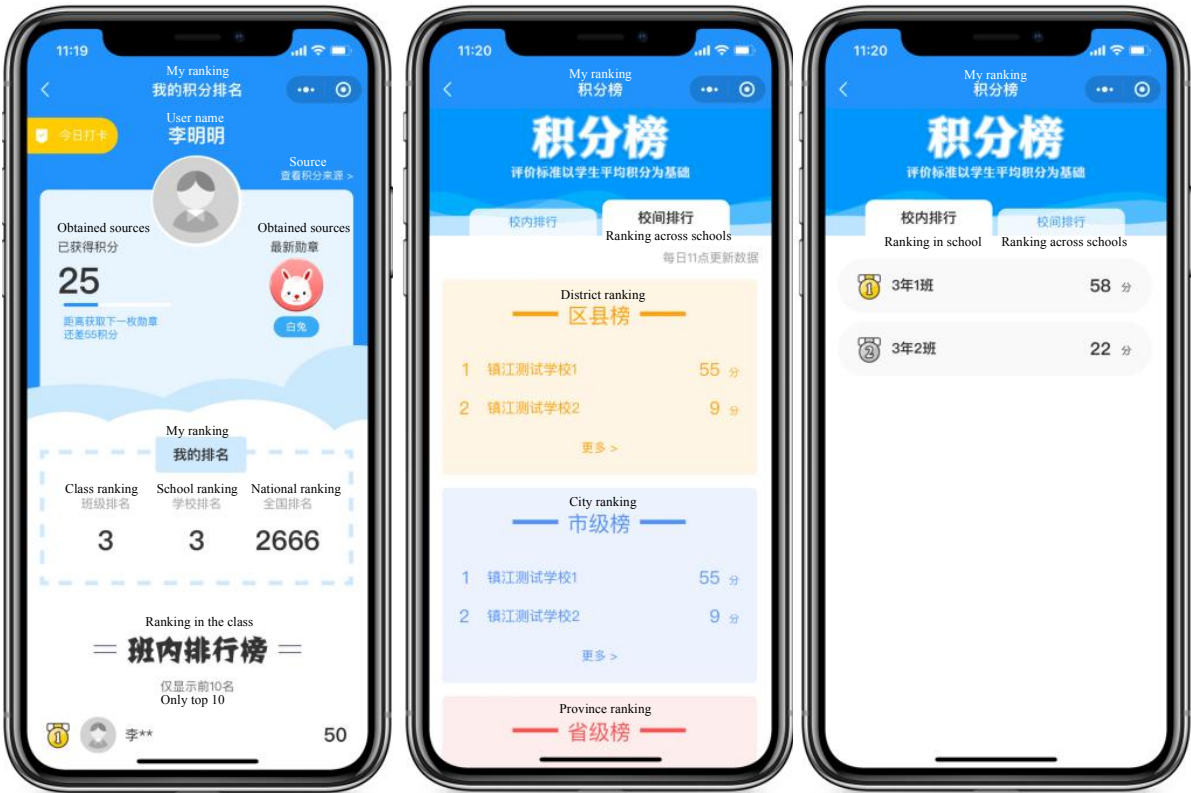 11:19
My ranking
我的积分排名
今日打卡
User name
李明明
Source
查看积分来源 >
Obtained sources
已获得积分
25
距离获取下一枚勋章
还差55积分
Obtained sources
最新勋章
白兔
My ranking
我的排名
Class ranking School ranking National ranking
班级排名 学校排名 全国排名
3 3 2666
Ranking in the class
班内排行榜
仅显示前10名
Only top 10
1 李** 50
11:20
My ranking
积分榜
积分榜
评价标准以学生平均积分为基础
校内排行 校间排行
Ranking across schools
每日11点更新数据
District ranking
区县榜
1 镇江测试学校1 55 分
2 镇江测试学校2 9 分
更多 >
City ranking
市级榜
1 镇江测试学校1 55 分
2 镇江测试学校2 9 分
更多 >
Province ranking
省级榜
11:20
My ranking
积分榜
积分榜
评价标准以学生平均积分为基础
校内排行 校间排行
Ranking in school Ranking across schools
1 3年1班 58 分
2 3年2班 22 分